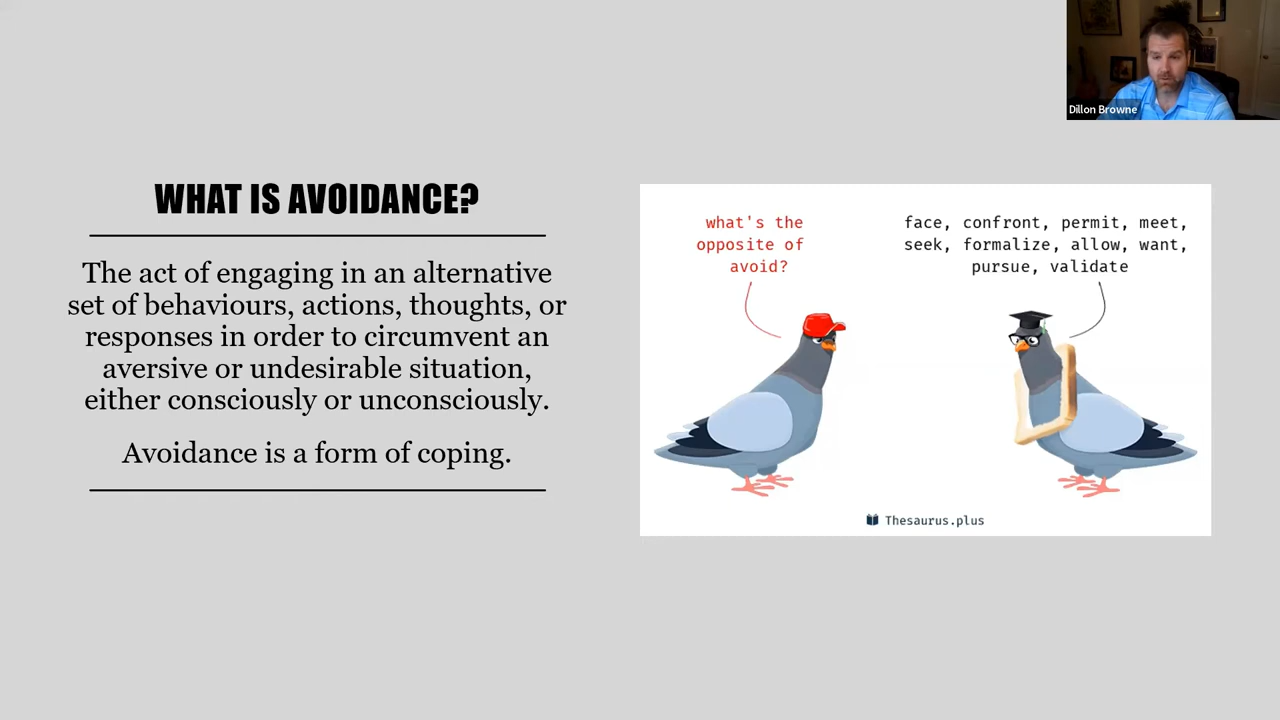 Dillon Browne
WHAT IS AVOIDANCE?
The act of engaging in an alternative
set of behaviours, actions, thoughts, or
responses in order to circumvent an
aversive or undesirable situation,
either consciously or unconsciously.
Avoidance is a form of coping.
what's the
opposite of
avoid?
face, confront, permit, meet,
seek, formalize, allow, want,
pursue, validate
Thesaurus.plus